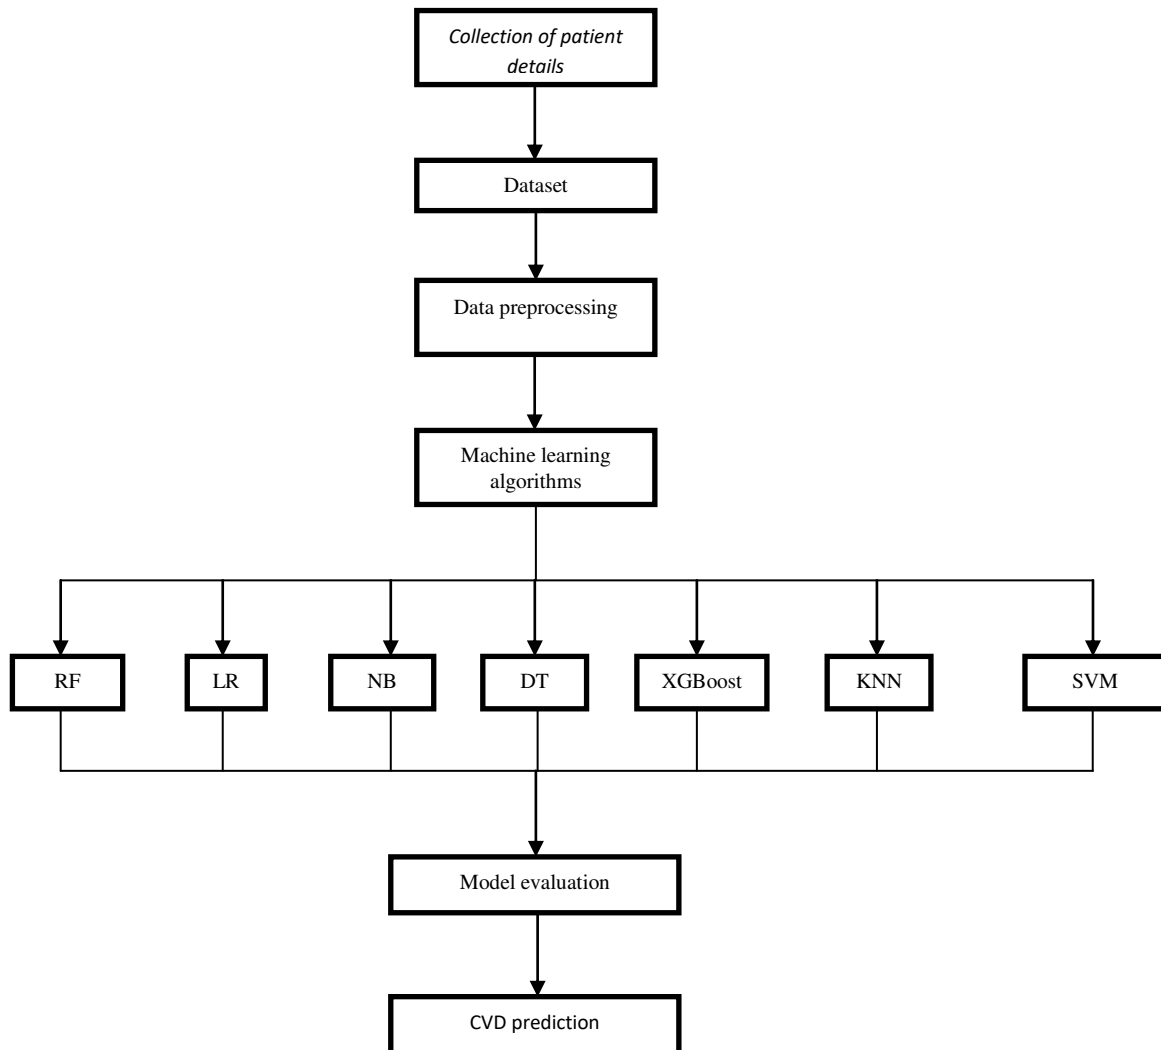 Collection of patient
details
Dataset
Data preprocessing
Machine learning
algorithms
RF
LR
NB
DT
XGBoost
KNN
SVM
Model evaluation
CVD prediction